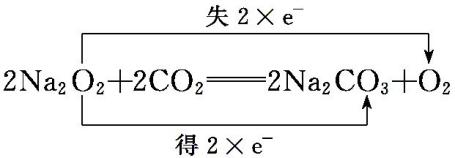 失 2×e⁻
2Na₂O₂+2CO₂══2Na₂CO₃+O₂
得 2×e⁻